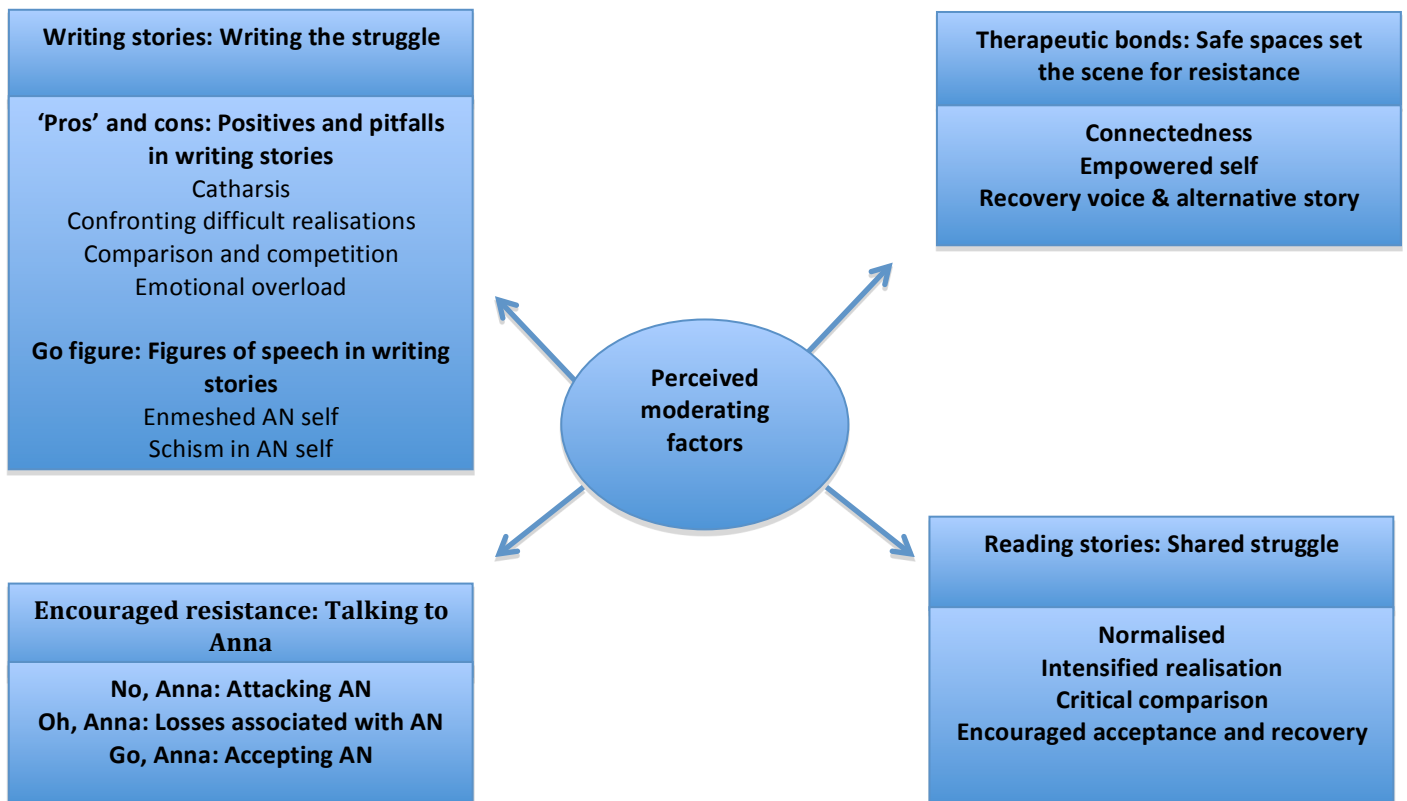 Writing stories: Writing the struggle
‘Pros’ and cons: Positives and pitfalls
in writing stories
Catharsis
Confronting difficult realisations
Comparison and competition
Emotional overload
Go figure: Figures of speech in writing
stories
Enmeshed AN self
Schism in AN self
Therapeutic bonds: Safe spaces set
the scene for resistance
Connectedness
Empowered self
Recovery voice & alternative story
Perceived
moderating
factors
Encouraged resistance: Talking to
Anna
No, Anna: Attacking AN
Oh, Anna: Losses associated with AN
Go, Anna: Accepting AN
Reading stories: Shared struggle
Normalised
Intensified realisation
Critical comparison
Encouraged acceptance and recovery